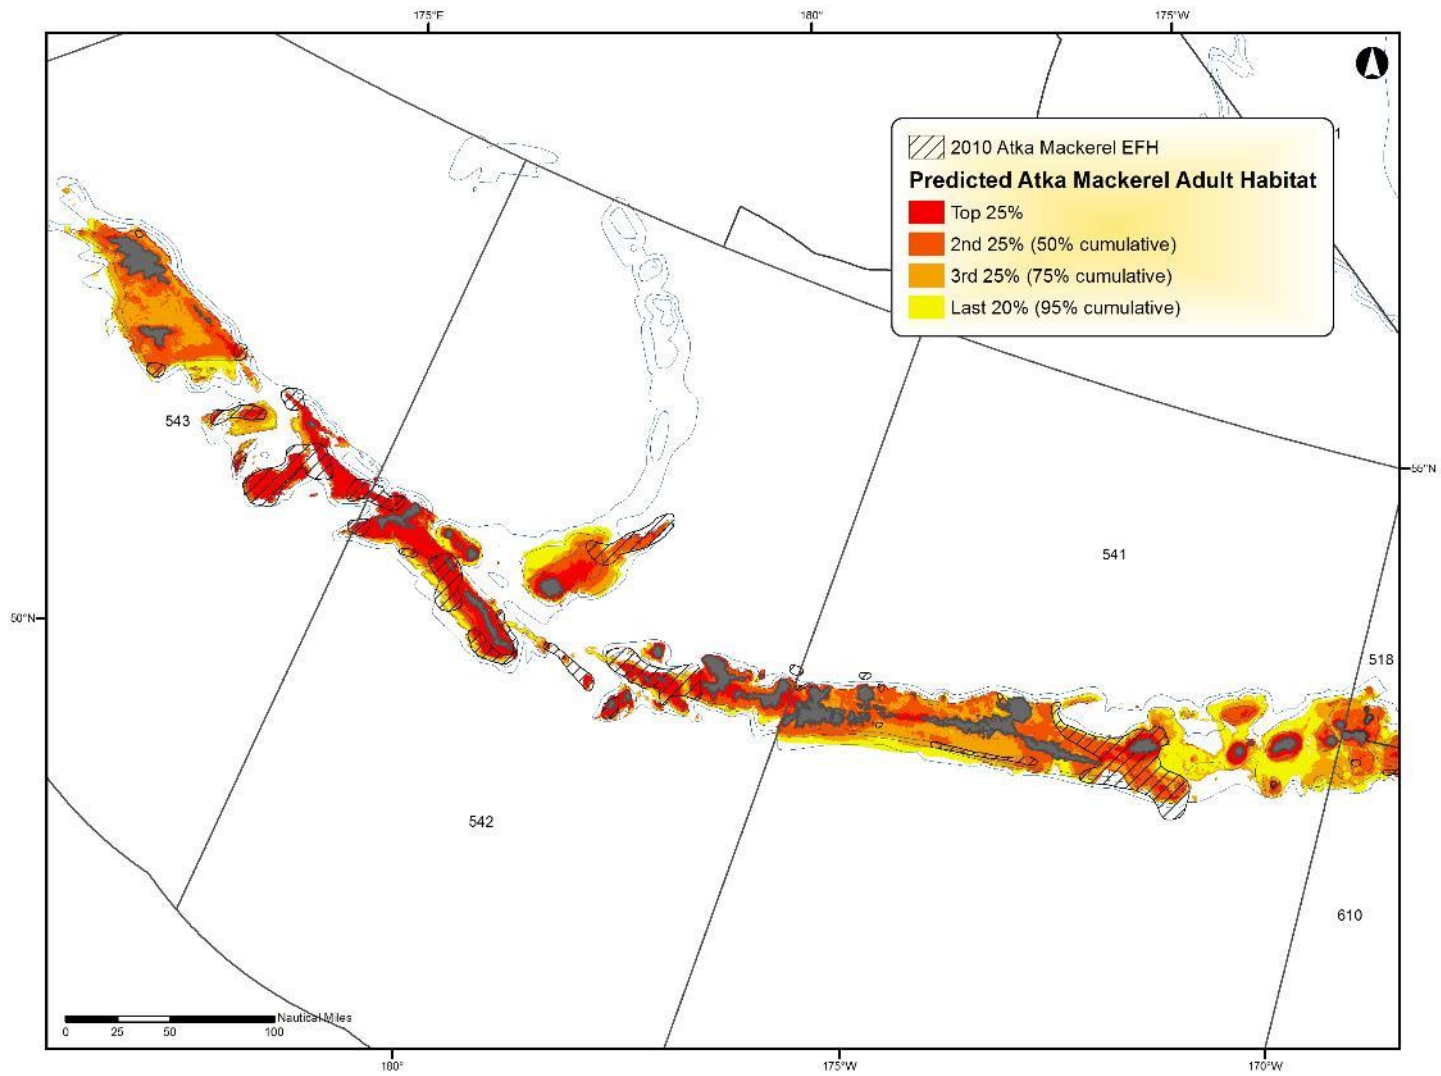 175°E 180° 175°W
1
2010 Atka Mackerel EFH
Predicted Atka Mackerel Adult Habitat
Top 25%
2nd 25% (50% cumulative)
3rd 25% (75% cumulative)
Last 20% (95% cumulative)
543
55°N
541
50°N
518
542
610
Nautical Miles
0 25 50 100
180° 175°W 170°W